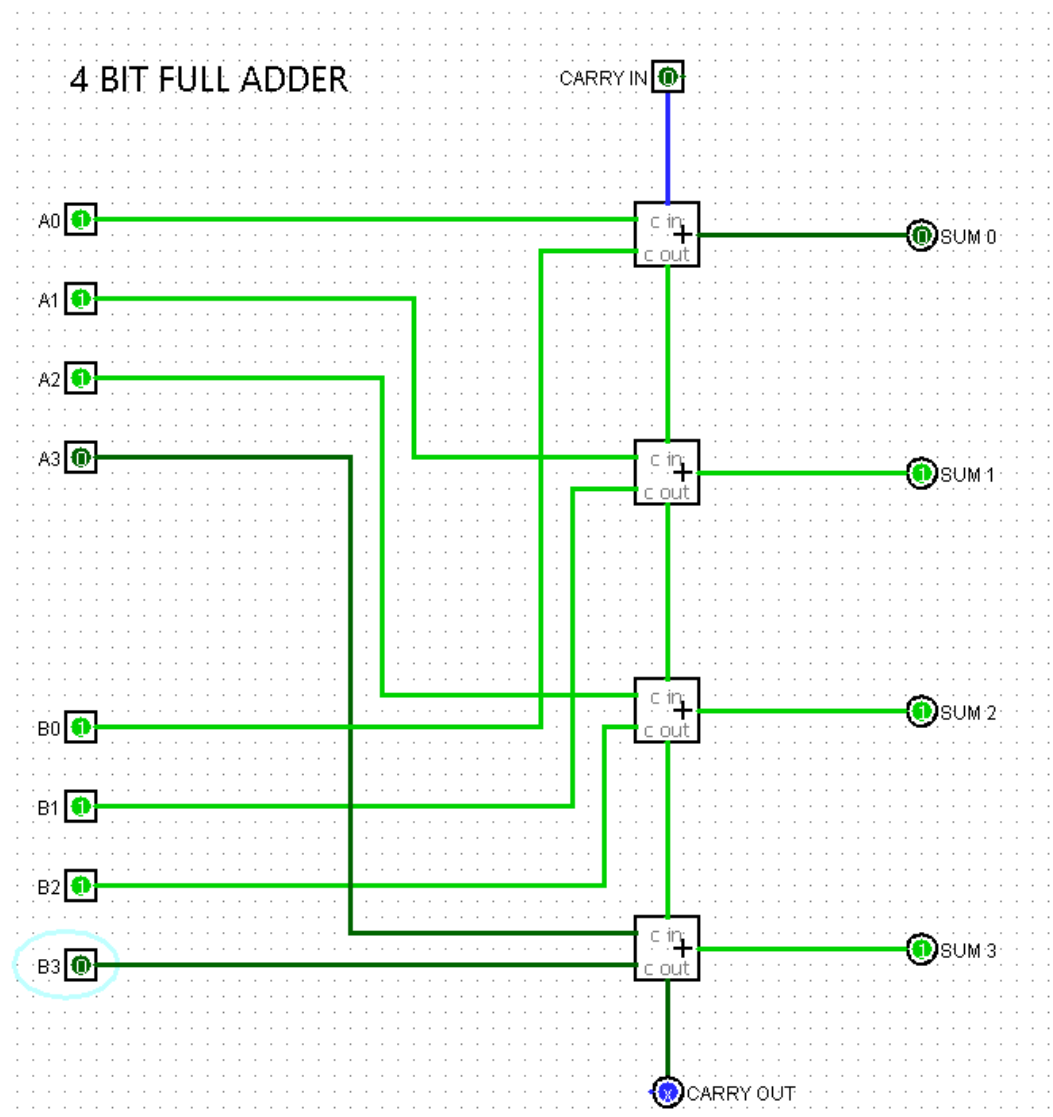 4 BIT FULL ADDER
CARRY IN 0
A0 1
c in
+
c out
0 SUM 0
A1 1
A2 1
A3 0
c in
+
c out
1 SUM 1
B0 1
c in
+
c out
1 SUM 2
B1 1
B2 1
B3 0
c in
+
c out
1 SUM 3
x CARRY OUT